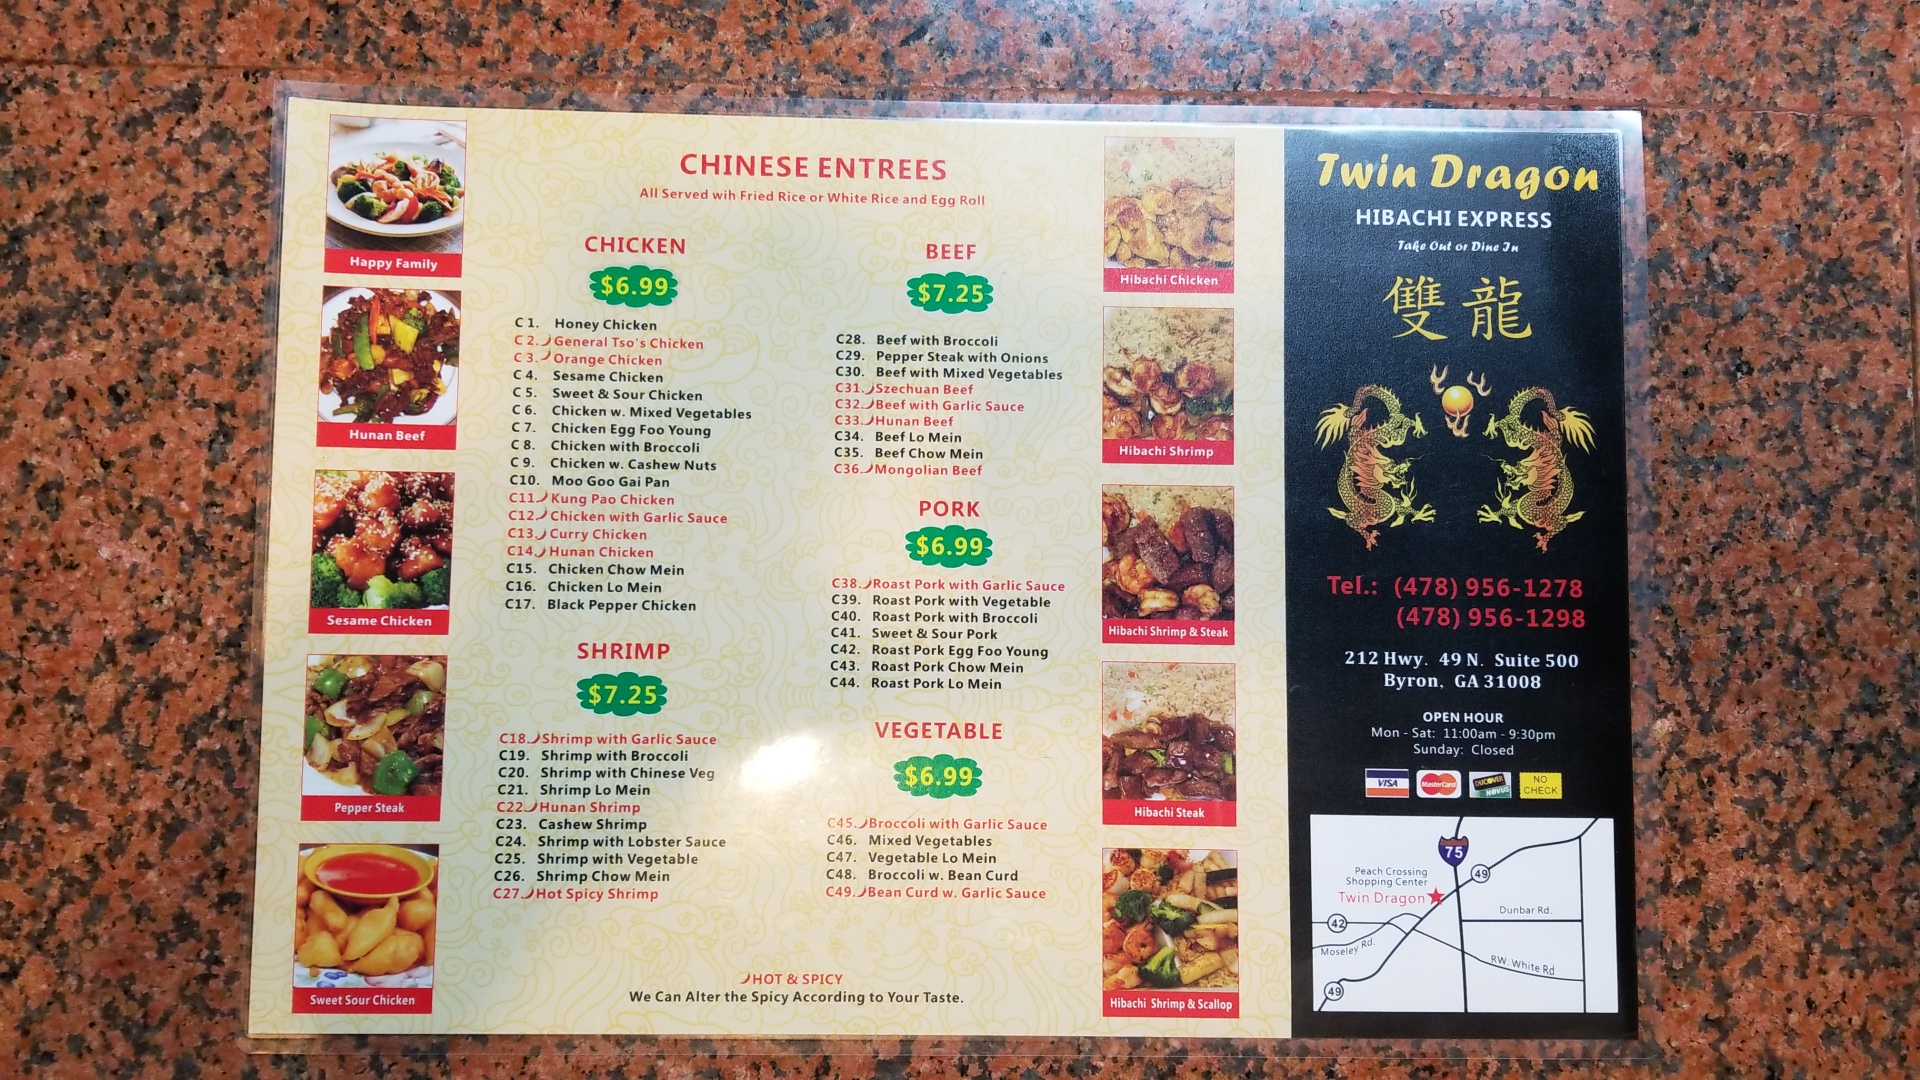 Happy Family
Hunan Beef
Sesame Chicken
Pepper Steak
Sweet Sour Chicken
CHINESE ENTREES
All Served wih Fried Rice or White Rice and Egg Roll
CHICKEN
$6.99
C 1. Honey Chicken
C 2. General Tso's Chicken
C 3. Orange Chicken
C 4. Sesame Chicken
C 5. Sweet & Sour Chicken
C 6. Chicken w. Mixed Vegetables
C 7. Chicken Egg Foo Young
C 8. Chicken with Broccoli
C 9. Chicken w. Cashew Nuts
C10. Moo Goo Gai Pan
C11. Kung Pao Chicken
C12. Chicken with Garlic Sauce
C13. Curry Chicken
C14. Hunan Chicken
C15. Chicken Chow Mein
C16. Chicken Lo Mein
C17. Black Pepper Chicken
SHRIMP
$7.25
C18. Shrimp with Garlic Sauce
C19. Shrimp with Broccoli
C20. Shrimp with Chinese Veg
C21. Shrimp Lo Mein
C22. Hunan Shrimp
C23. Cashew Shrimp
C24. Shrimp with Lobster Sauce
C25. Shrimp with Vegetable
C26. Shrimp Chow Mein
C27. Hot Spicy Shrimp
BEEF
$7.25
C28. Beef with Broccoli
C29. Pepper Steak with Onions
C30. Beef with Mixed Vegetables
C31. Szechuan Beef
C32. Beef with Garlic Sauce
C33. Hunan Beef
C34. Beef Lo Mein
C35. Beef Chow Mein
C36. Mongolian Beef
PORK
$6.99
C38. Roast Pork with Garlic Sauce
C39. Roast Pork with Vegetable
C40. Roast Pork with Broccoli
C41. Sweet & Sour Pork
C42. Roast Pork Egg Foo Young
C43. Roast Pork Chow Mein
C44. Roast Pork Lo Mein
VEGETABLE
$6.99
C45. Broccoli with Garlic Sauce
C46. Mixed Vegetables
C47. Vegetable Lo Mein
C48. Broccoli w. Bean Curd
C49. Bean Curd w. Garlic Sauce
HOT & SPICY
We Can Alter the Spicy According to Your Taste.
Hibachi Chicken
Hibachi Shrimp
Hibachi Shrimp & Steak
Hibachi Steak
Hibachi Shrimp & Scallop
Twin Dragon
HIBACHI EXPRESS
Take Out or Dine In
雙龍
Tel.: (478) 956-1278
(478) 956-1298
212 Hwy. 49 N. Suite 500
Byron, GA 31008
OPEN HOUR
Mon - Sat: 11:00am - 9:30pm
Sunday: Closed
VISA
MasterCard
DISCOVER
NOVUS
NO
CHECK
75
49
Peach Crossing
Shopping Center
Twin Dragon
Dunbar Rd.
42
Moseley Rd.
RW. White Rd
49